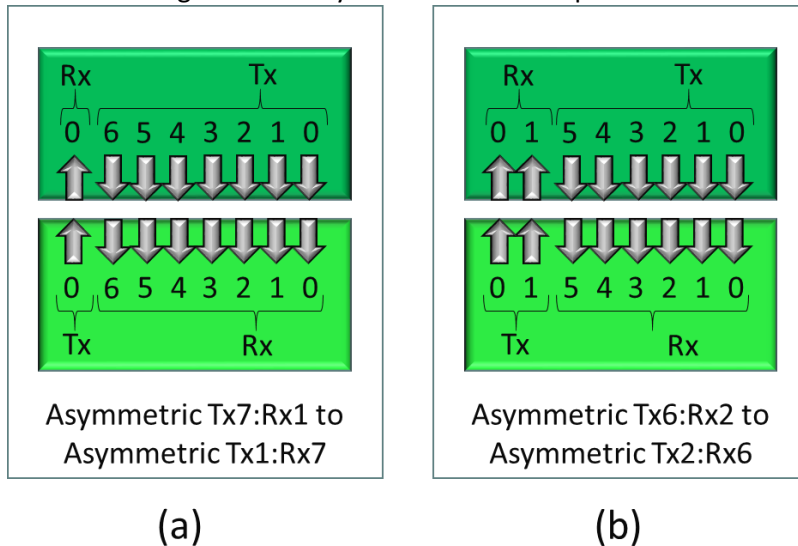 Rx Tx
0 6 5 4 3 2 1 0
0 6 5 4 3 2 1 0
Tx Rx
Asymmetric Tx7:Rx1 to
Asymmetric Tx1:Rx7
(a)
Rx Tx
0 1 5 4 3 2 1 0
0 1 5 4 3 2 1 0
Tx Rx
Asymmetric Tx6:Rx2 to
Asymmetric Tx2:Rx6
(b)